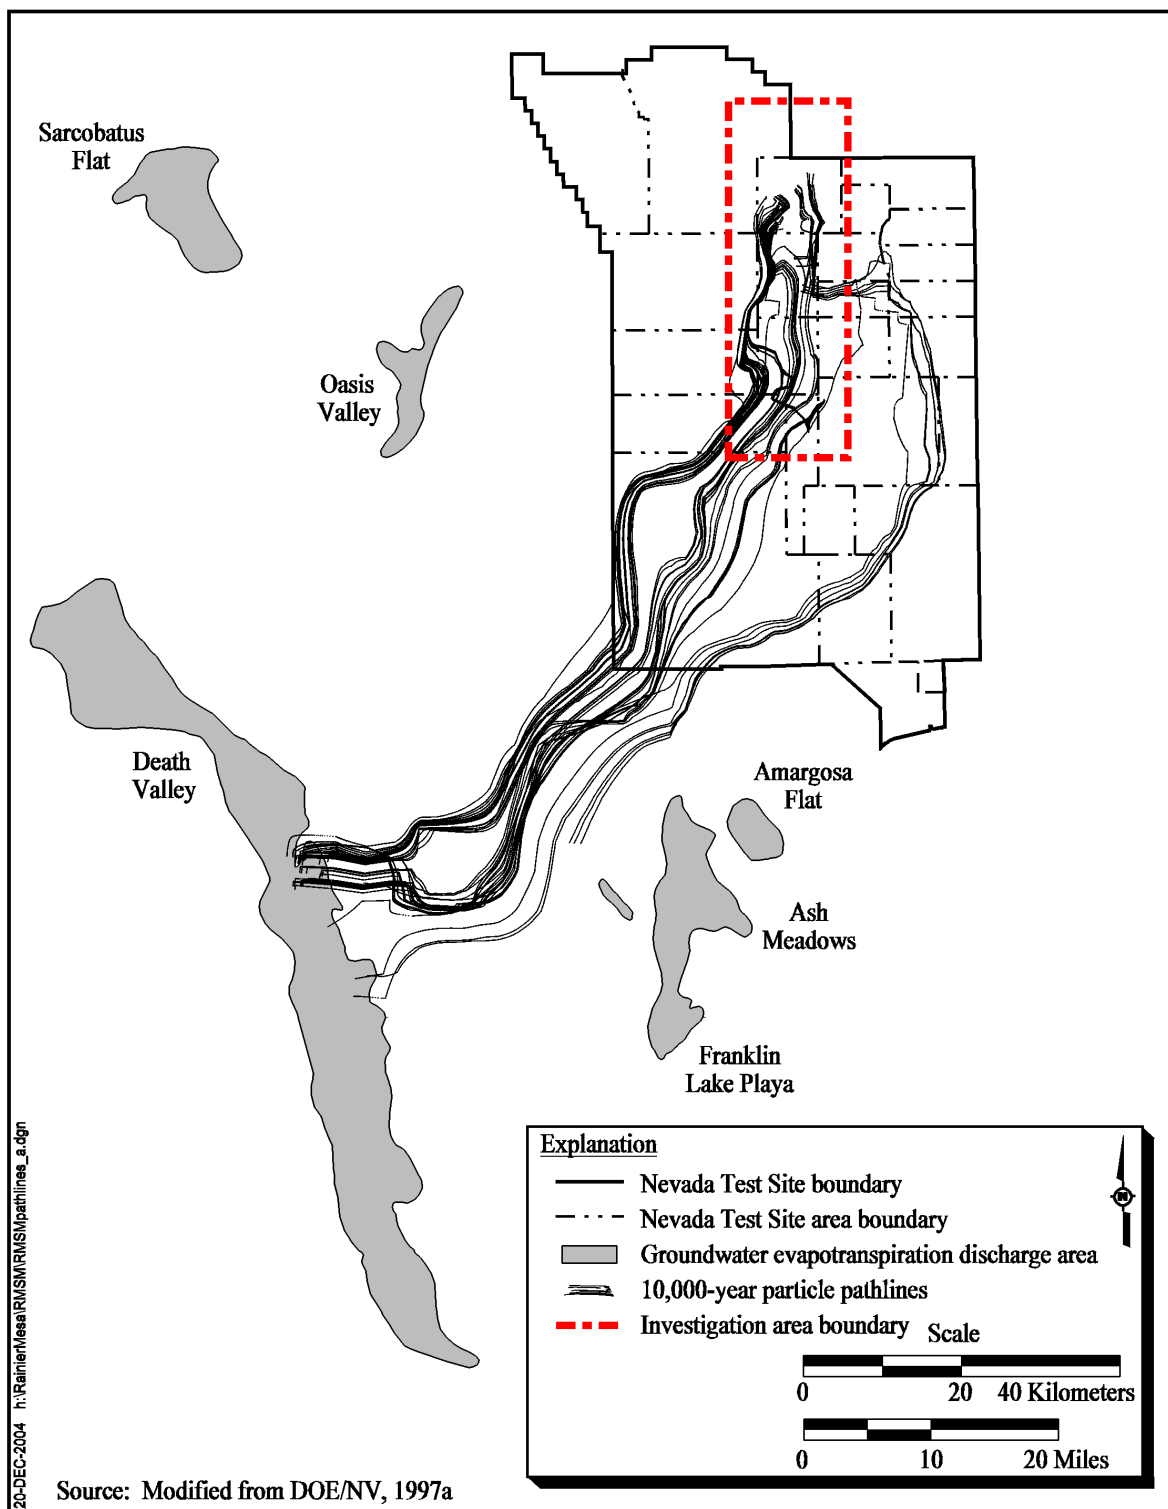 Sarcobatus
Flat
Oasis
Valley
Death
Valley
Amargosa
Flat
Ash
Meadows
Franklin
Lake Playa
Explanation
Nevada Test Site boundary
Nevada Test Site area boundary
Groundwater evapotranspiration discharge area
10,000-year particle pathlines
Investigation area boundary
N
Scale
0 20 40 Kilometers
0 10 20 Miles
20-DEC-2004 h:\RainierMesa\RMSM\RMSMpathlines_a.dgn
Source: Modified from DOE/NV, 1997a